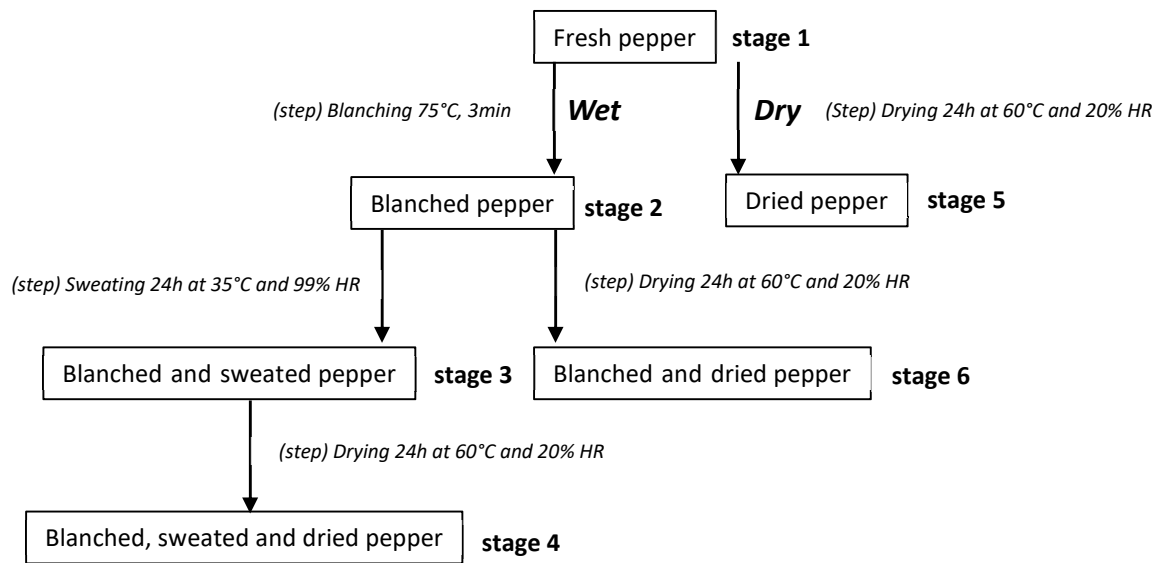 Fresh pepper
stage 1
(step) Blanching 75°C, 3min
Wet
Dry
(Step) Drying 24h at 60°C and 20% HR
Blanched pepper
stage 2
Dried pepper
stage 5
(step) Sweating 24h at 35°C and 99% HR
(step) Drying 24h at 60°C and 20% HR
Blanched and sweated pepper
stage 3
Blanched and dried pepper
stage 6
(step) Drying 24h at 60°C and 20% HR
Blanched, sweated and dried pepper
stage 4